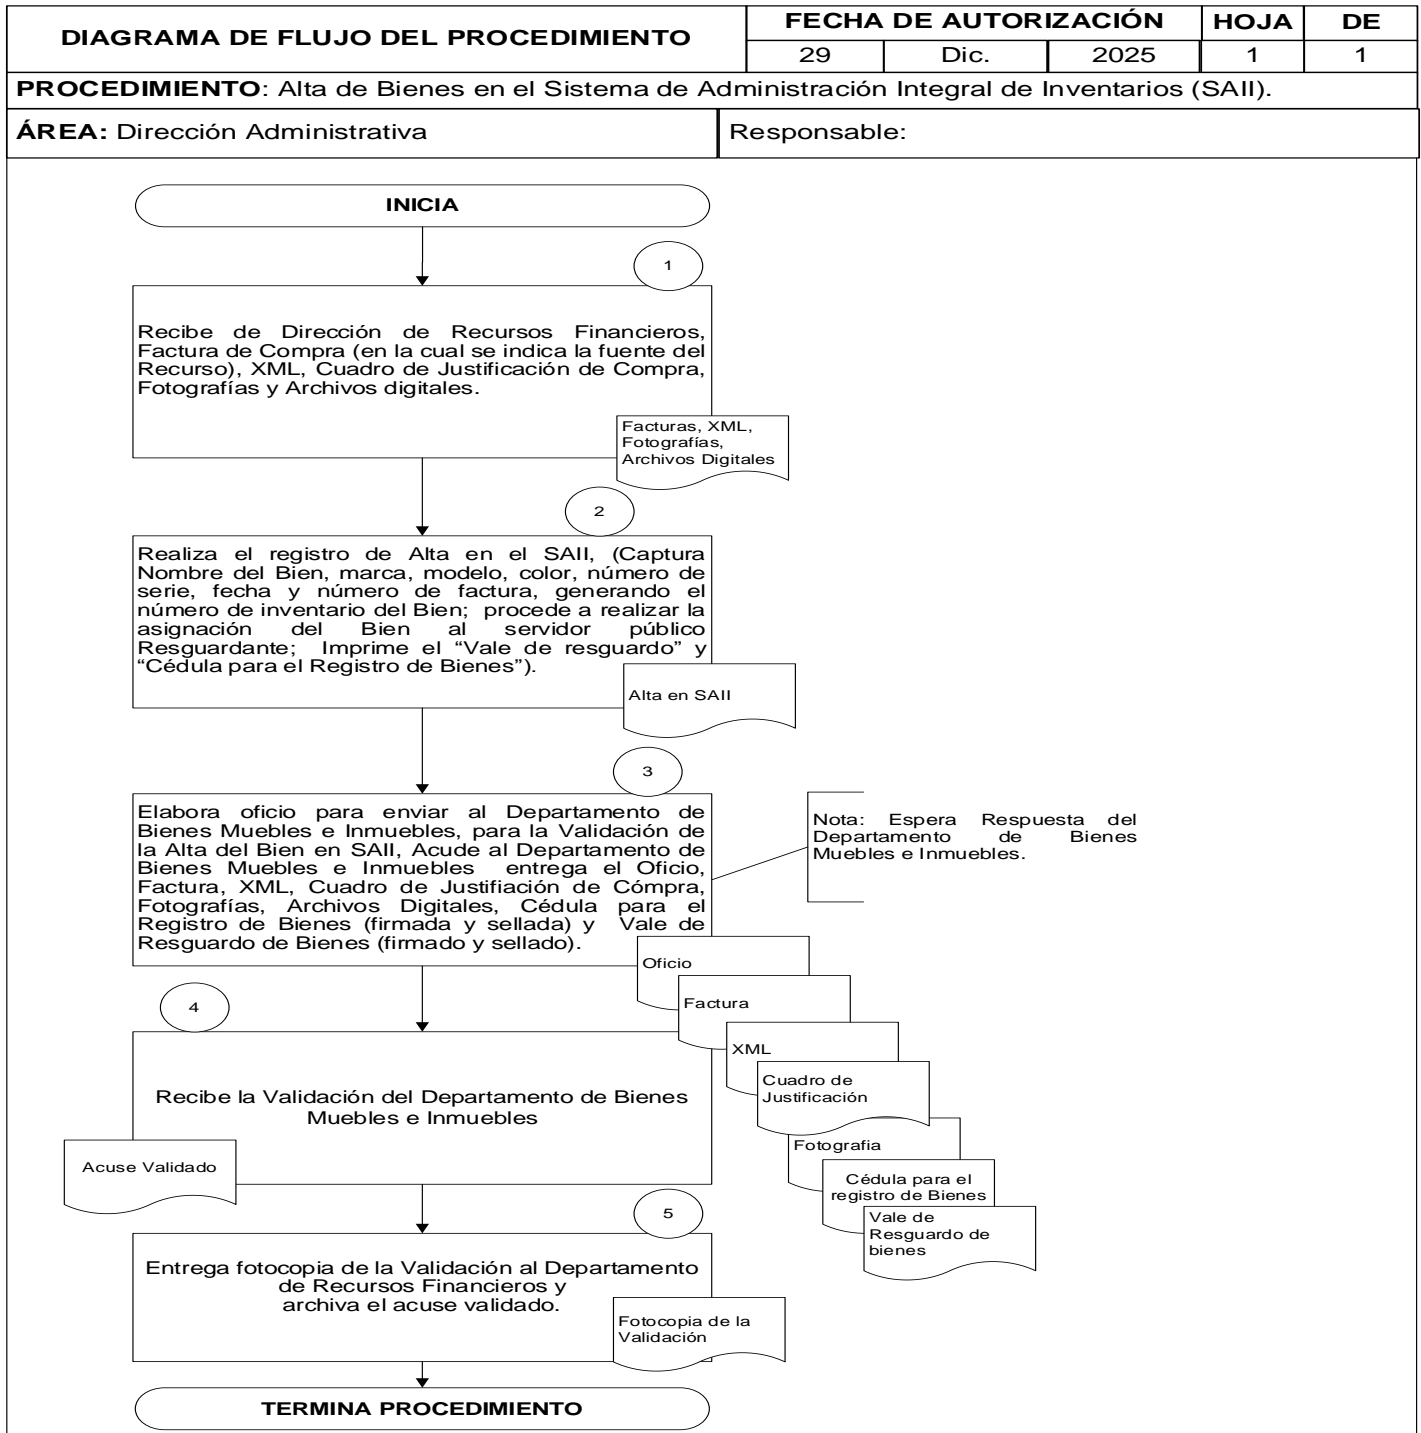 DIAGRAMA DE FLUJO DEL PROCEDIMIENTO
FECHA DE AUTORIZACIÓN HOJA DE
29 Dic. 2025 1 1
PROCEDIMIENTO: Alta de Bienes en el Sistema de Administración Integral de Inventarios (SAII).
ÁREA: Dirección Administrativa
Responsable:
INICIA
1
Recibe de Dirección de Recursos Financieros,
Factura de Compra (en la cual se indica la fuente del
Recurso), XML, Cuadro de Justificación de Compra,
Fotografías y Archivos digitales.
Facturas, XML,
Fotografías,
Archivos Digitales
2
Realiza el registro de Alta en el SAII, (Captura
Nombre del Bien, marca, modelo, color, número de
serie, fecha y número de factura, generando el
número de inventario del Bien; procede a realizar la
asignación del Bien al servidor público
Resguardante; Imprime el “Vale de resguardo” y
“Cédula para el Registro de Bienes”).
Alta en SAII
3
Elabora oficio para enviar al Departamento de
Bienes Muebles e Inmuebles, para la Validación de
la Alta del Bien en SAII, Acude al Departamento de
Bienes Muebles e Inmuebles entrega el Oficio,
Factura, XML, Cuadro de Justifiación de Cómpra,
Fotografías, Archivos Digitales, Cédula para el
Registro de Bienes (firmada y sellada) y Vale de
Resguardo de Bienes (firmado y sellado).
Nota: Espera Respuesta del
Departamento de Bienes
Muebles e Inmuebles.
Oficio
Factura
XML
Cuadro de
Justificación
Fotografia
Cédula para el
registro de Bienes
Vale de
Resguardo de
bienes
4
Recibe la Validación del Departamento de Bienes
Muebles e Inmuebles
Acuse Validado
5
Entrega fotocopia de la Validación al Departamento
de Recursos Financieros y
archiva el acuse validado.
Fotocopia de la
Validación
TERMINA PROCEDIMIENTO